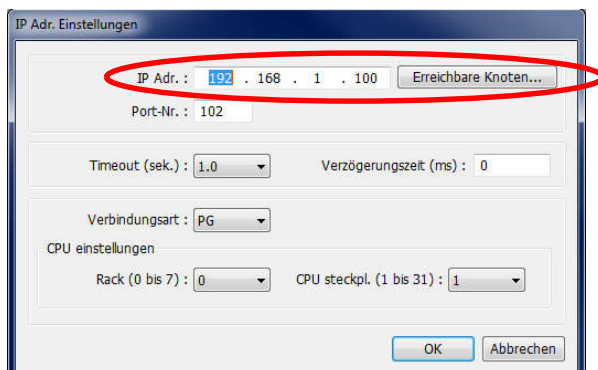 IP Adr. Einstellungen
IP Adr. : 192 . 168 . 1 . 100 Erreichbare Knoten...
Port-Nr. : 102
Timeout (sek.) : 1.0 Verzögerungszeit (ms) : 0
Verbindungsart : PG
CPU einstellungen
Rack (0 bis 7) : 0 CPU steckpl. (1 bis 31) : 1
OK Abbrechen